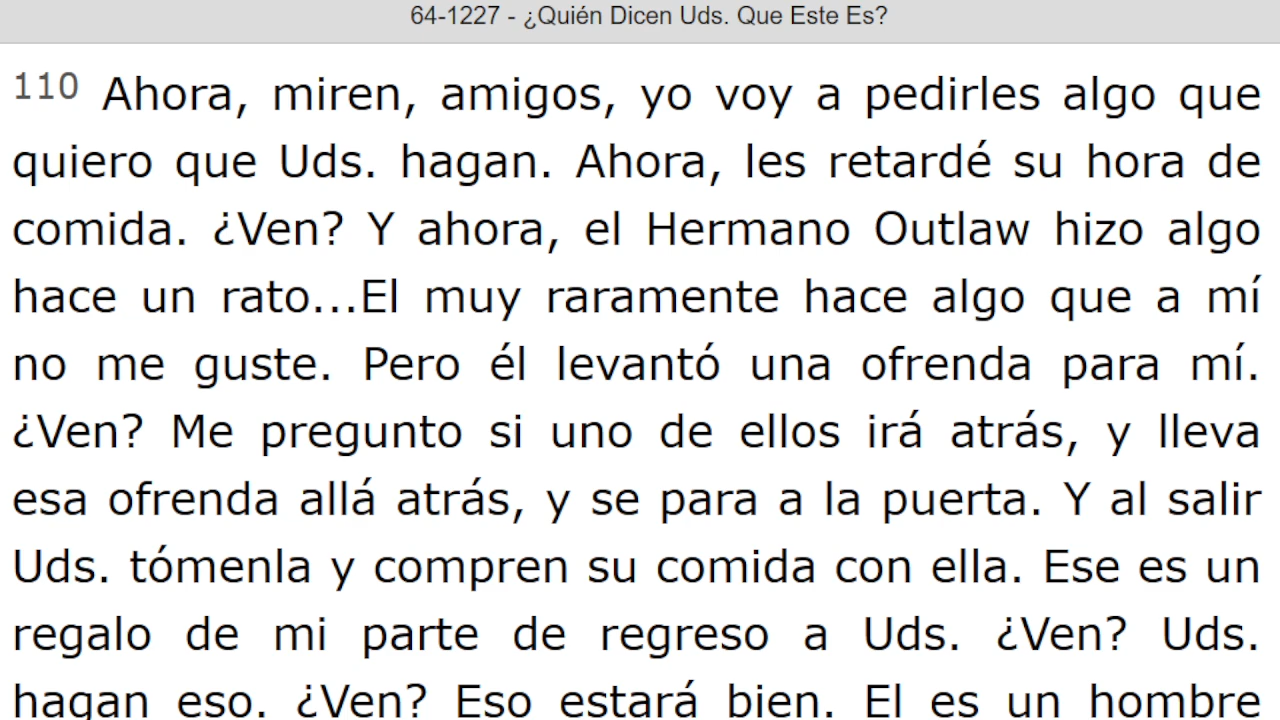 64-1227 - ¿Quién Dicen Uds. Que Este Es?
110 Ahora, miren, amigos, yo voy a pedirles algo que
quiero que Uds. hagan. Ahora, les retardé su hora de
comida. ¿Ven? Y ahora, el Hermano Outlaw hizo algo
hace un rato...El muy raramente hace algo que a mí
no me guste. Pero él levantó una ofrenda para mí.
¿Ven? Me pregunto si uno de ellos irá atrás, y lleva
esa ofrenda allá atrás, y se para a la puerta. Y al salir
Uds. tómenla y compren su comida con ella. Ese es un
regalo de mi parte de regreso a Uds. ¿Ven? Uds.
hagan eso. ¿Ven? Eso estará bien. El es un hombre